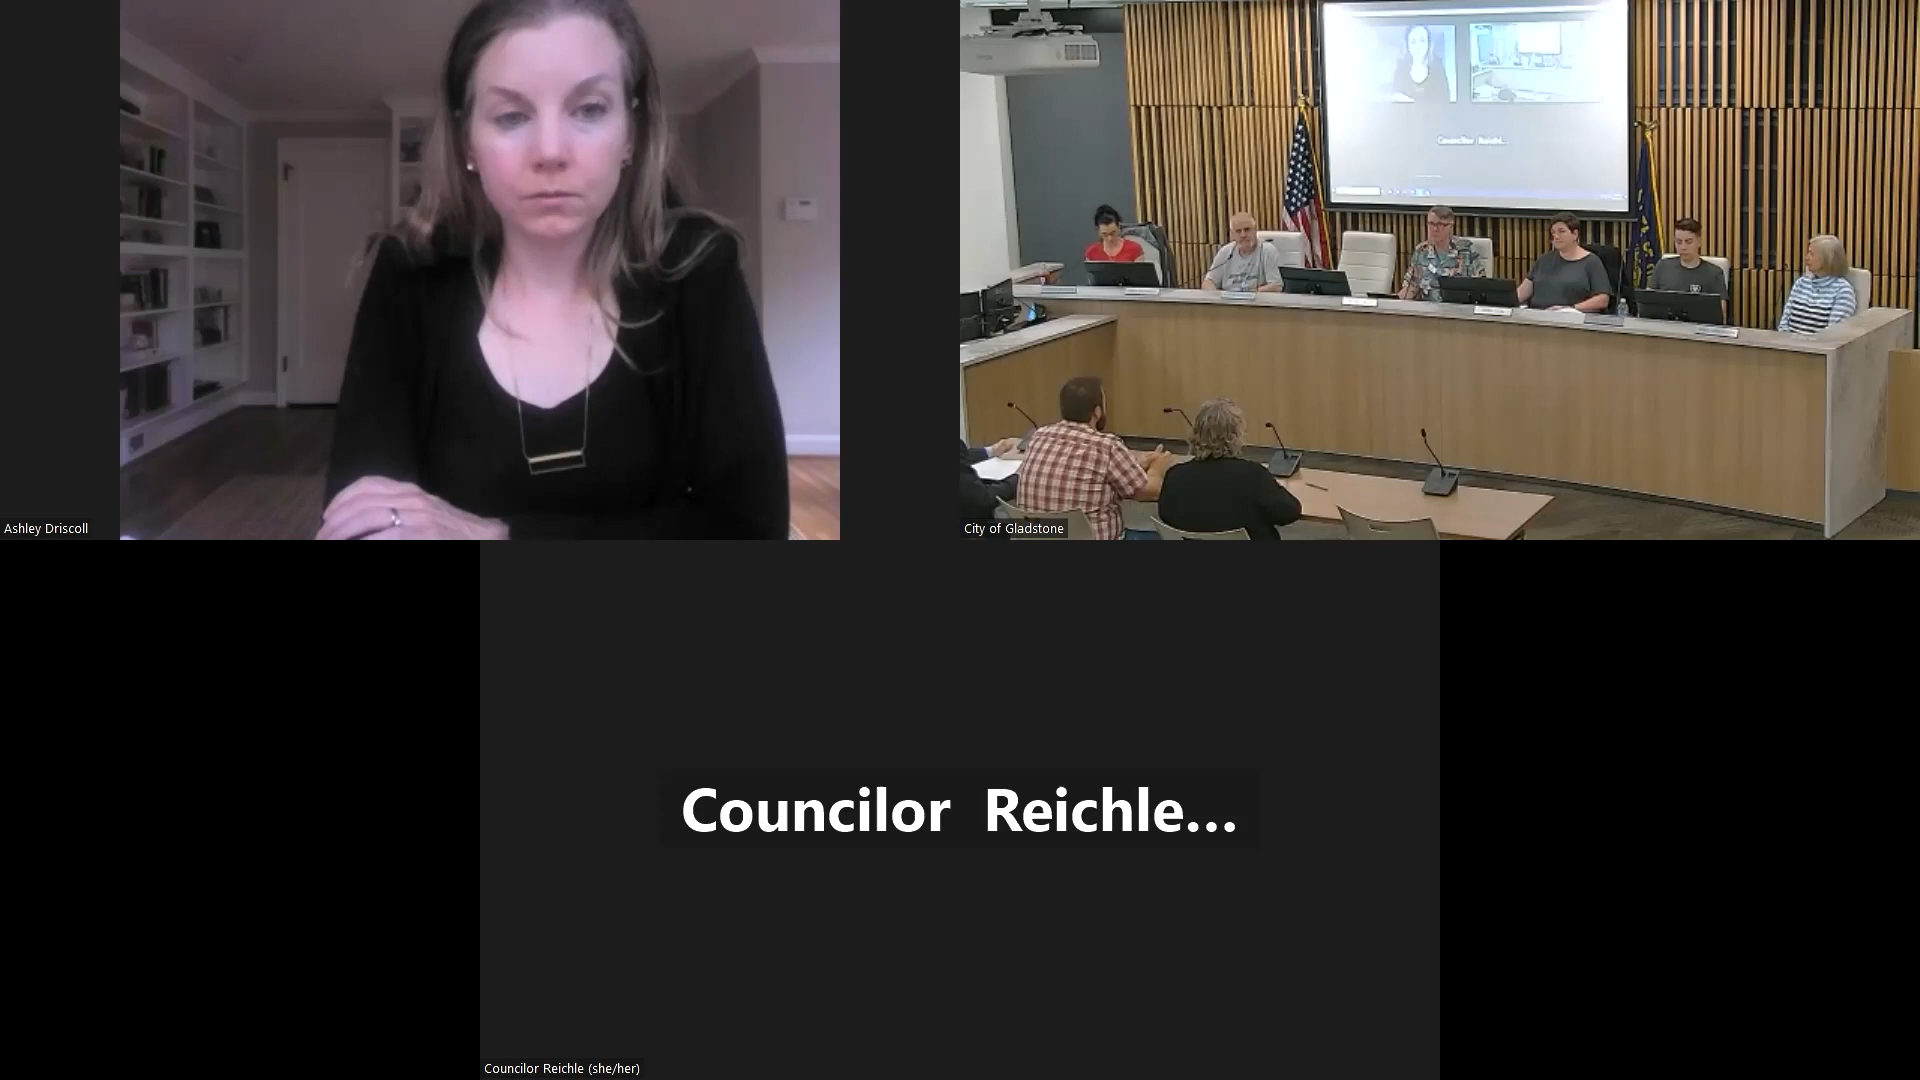 Ashley Driscoll
City of Gladstone
Councilor Reichle...
Councilor Reichle (she/her)